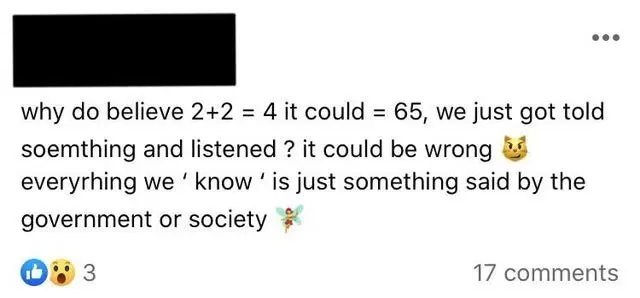 why do believe 2+2 = 4 it could = 65, we just got told
soemthing and listened ? it could be wrong 😼
everyrhing we ‘ know ‘ is just something said by the
government or society 🧚
3
17 comments